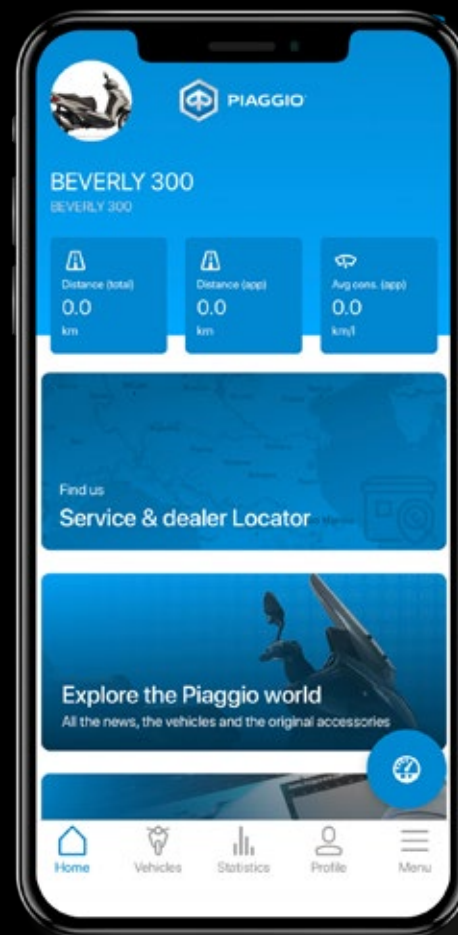 PIAGGIO
BEVERLY 300
BEVERLY 300
Distance (total)
0.0
km
Distance (app)
0.0
km
Avg cons. (app)
0.0
km/l
Find us
Service & dealer Locator
Explore the Piaggio world
All the news, the vehicles and the original accessories
Home
Vehicles
Statistics
Profile
Menu